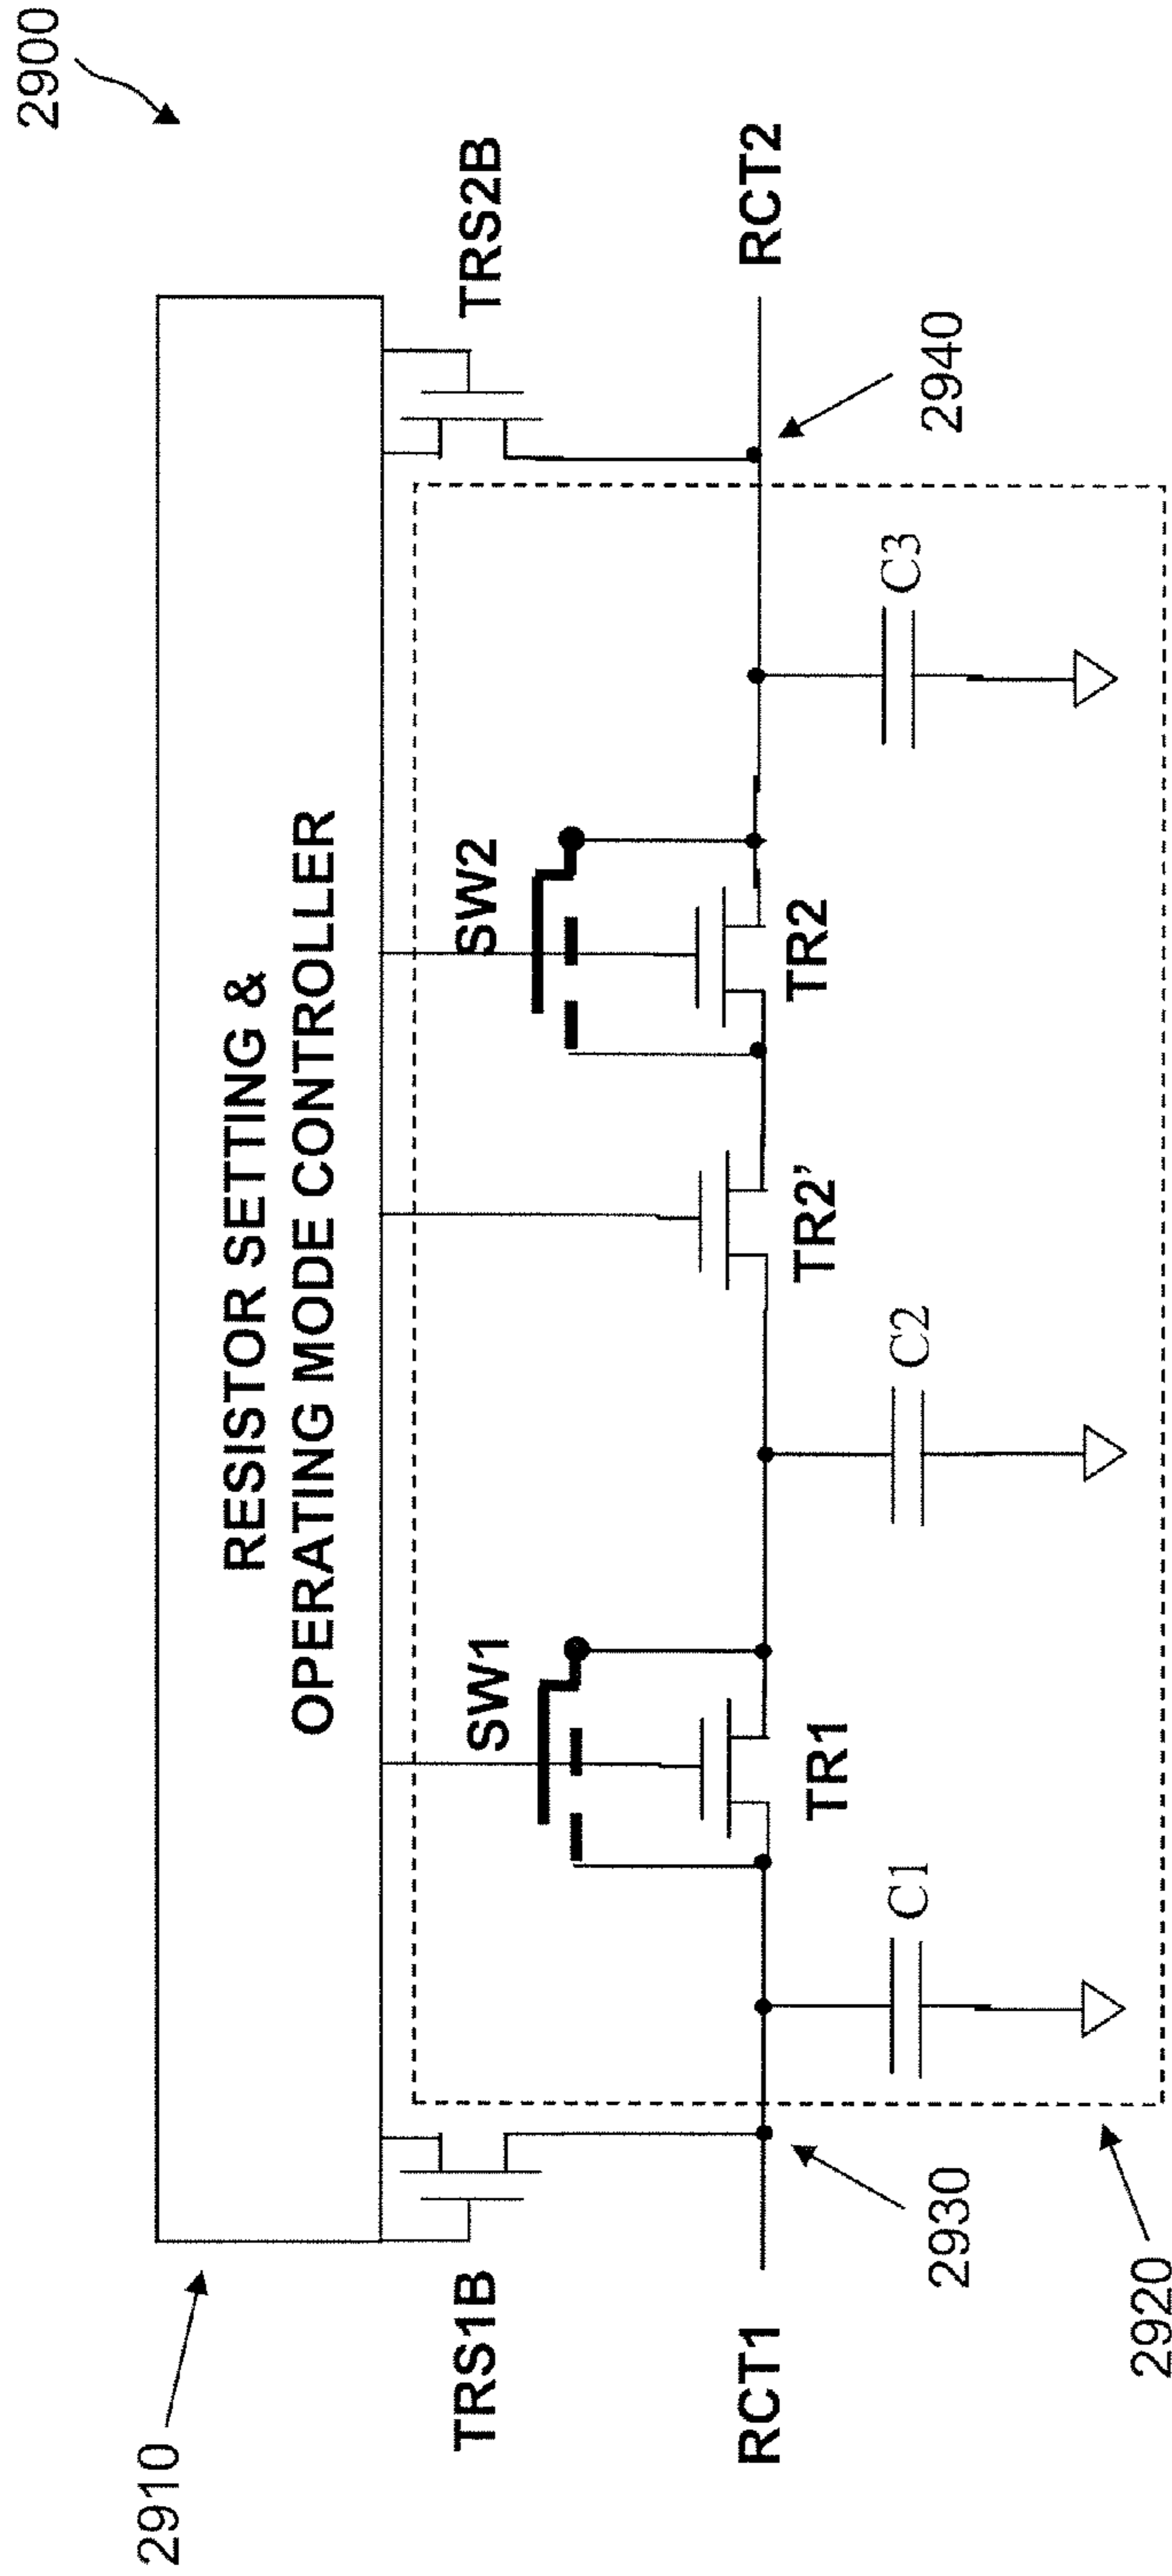 2900
2910
RESISTOR SETTING &
OPERATING MODE CONTROLLER
TRS1B
TRS2B
SW1
SW2
RCT1
RCT2
TR1
TR2’
TR2
C1
C2
C3
2930
2940
2920